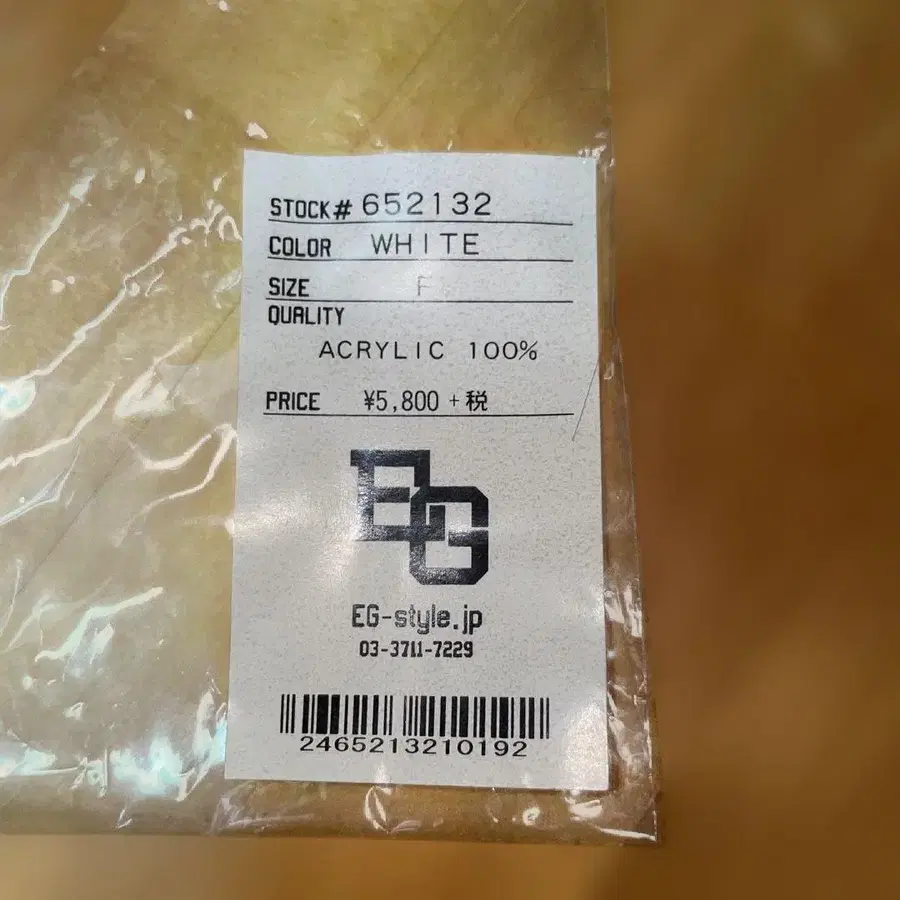 STOCK# 652132
COLOR WHITE
SIZE F
QUALITY
ACRYLIC 100%
PRICE ¥5,800 + 税
EG
EG-style.jp
03-3711-7229
2465213210192